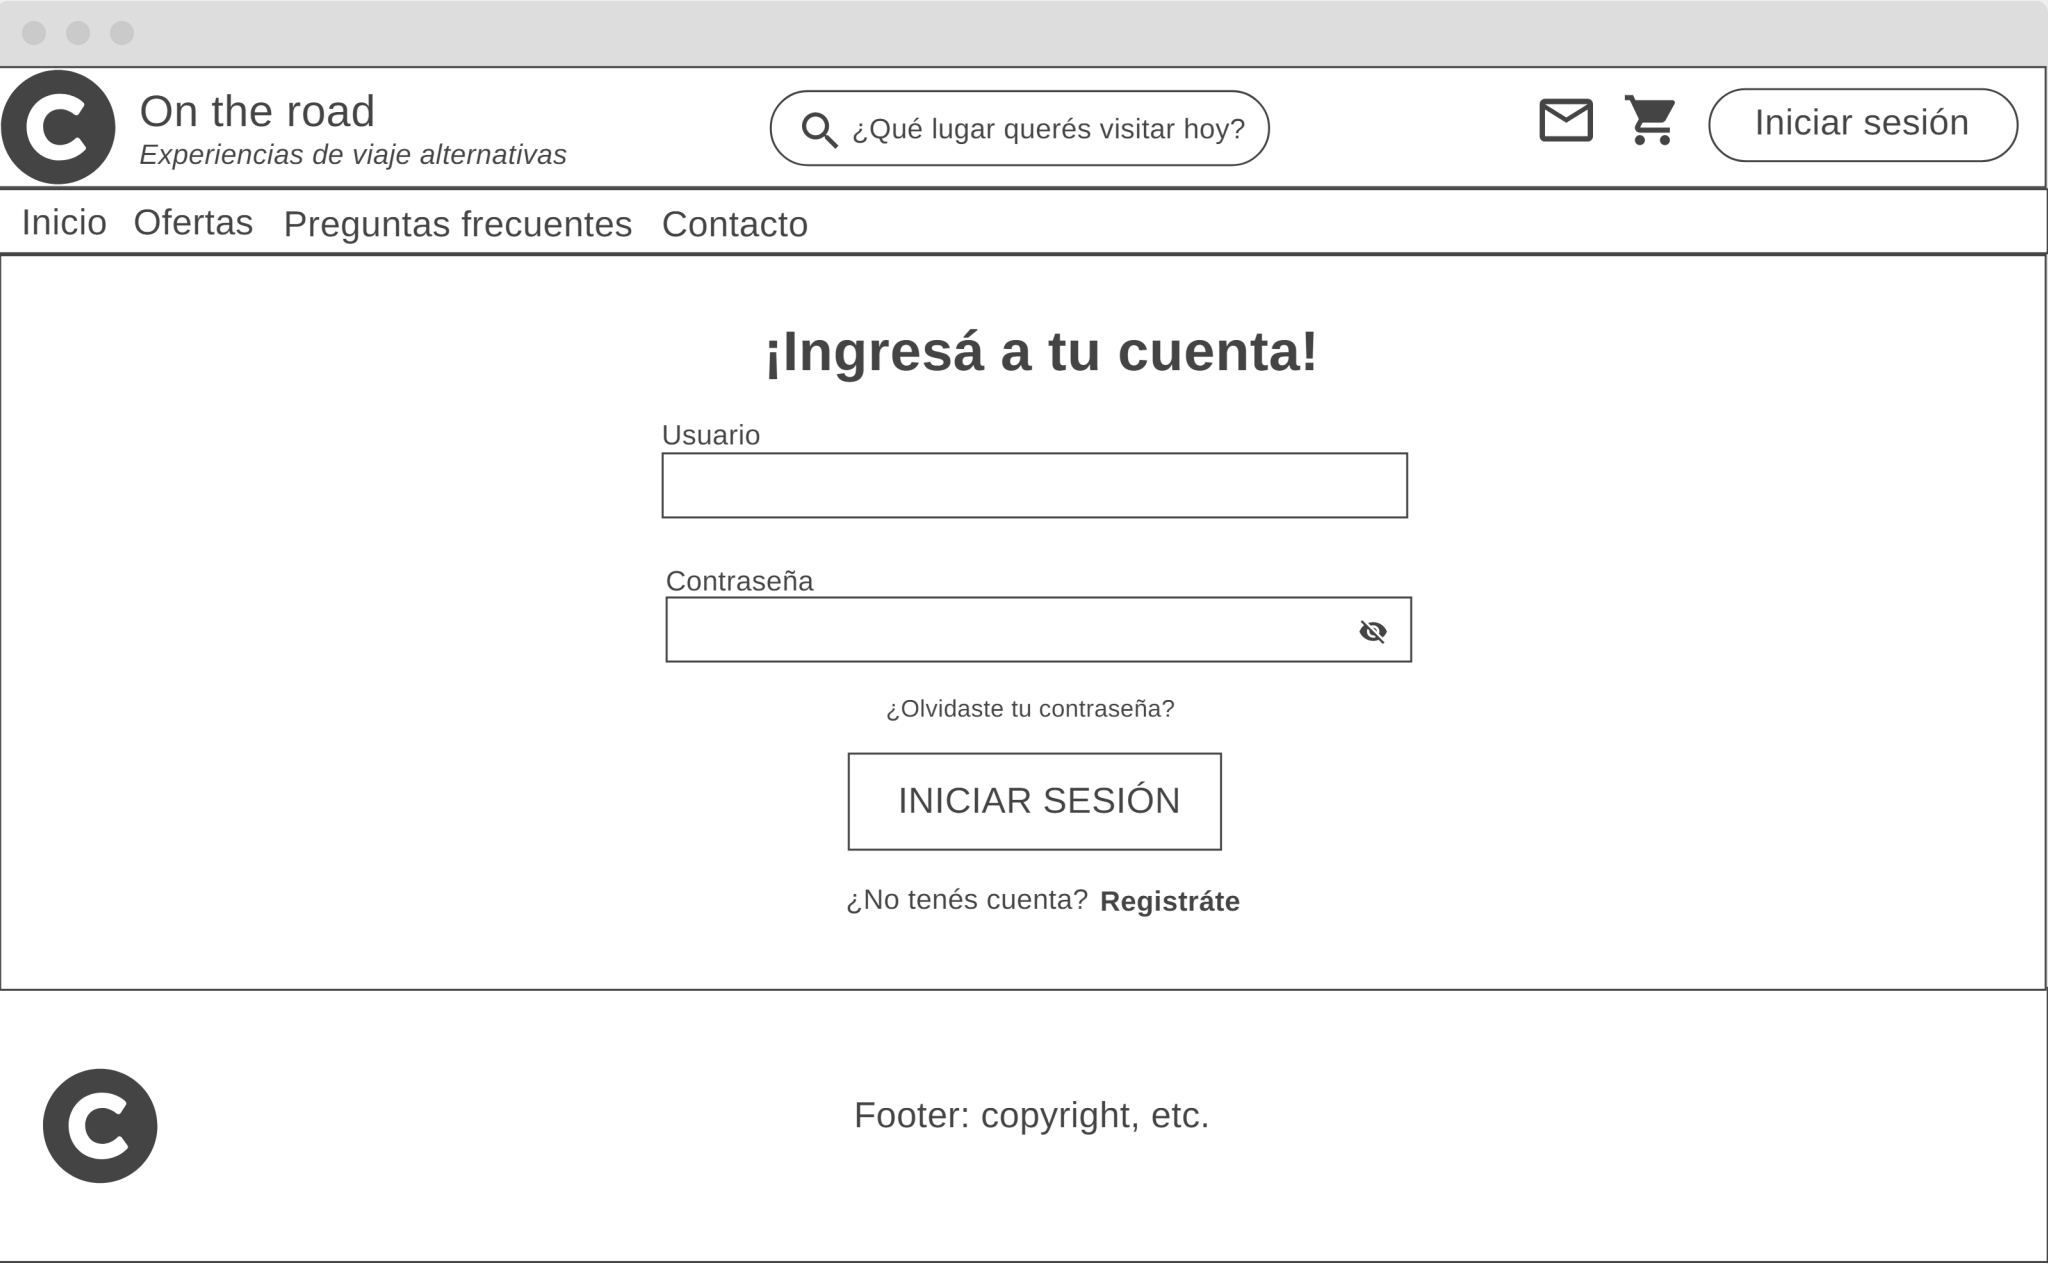 On the road
Experiencias de viaje alternativas
¿Qué lugar querés visitar hoy?
Iniciar sesión
Inicio Ofertas Preguntas frecuentes Contacto
¡Ingresá a tu cuenta!
Usuario
Contraseña
¿Olvidaste tu contraseña?
INICIAR SESIÓN
¿No tenés cuenta? Registráte
Footer: copyright, etc.